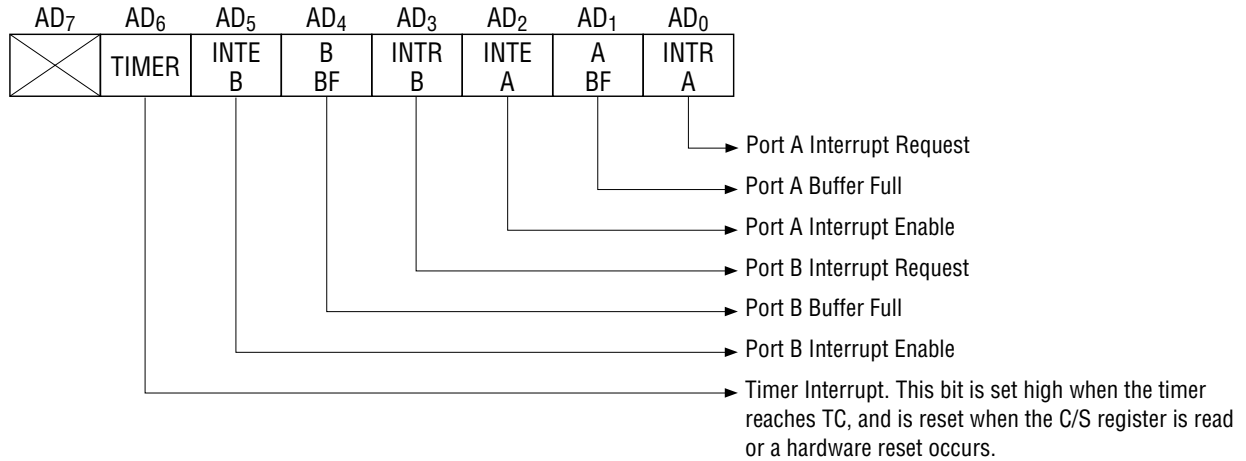 AD7 AD6 AD5 AD4 AD3 AD2 AD1 AD0
TIMER INTE B B BF INTR B INTE A A BF INTR A
Port A Interrupt Request
Port A Buffer Full
Port A Interrupt Enable
Port B Interrupt Request
Port B Buffer Full
Port B Interrupt Enable
Timer Interrupt. This bit is set high when the timer
reaches TC, and is reset when the C/S register is read
or a hardware reset occurs.